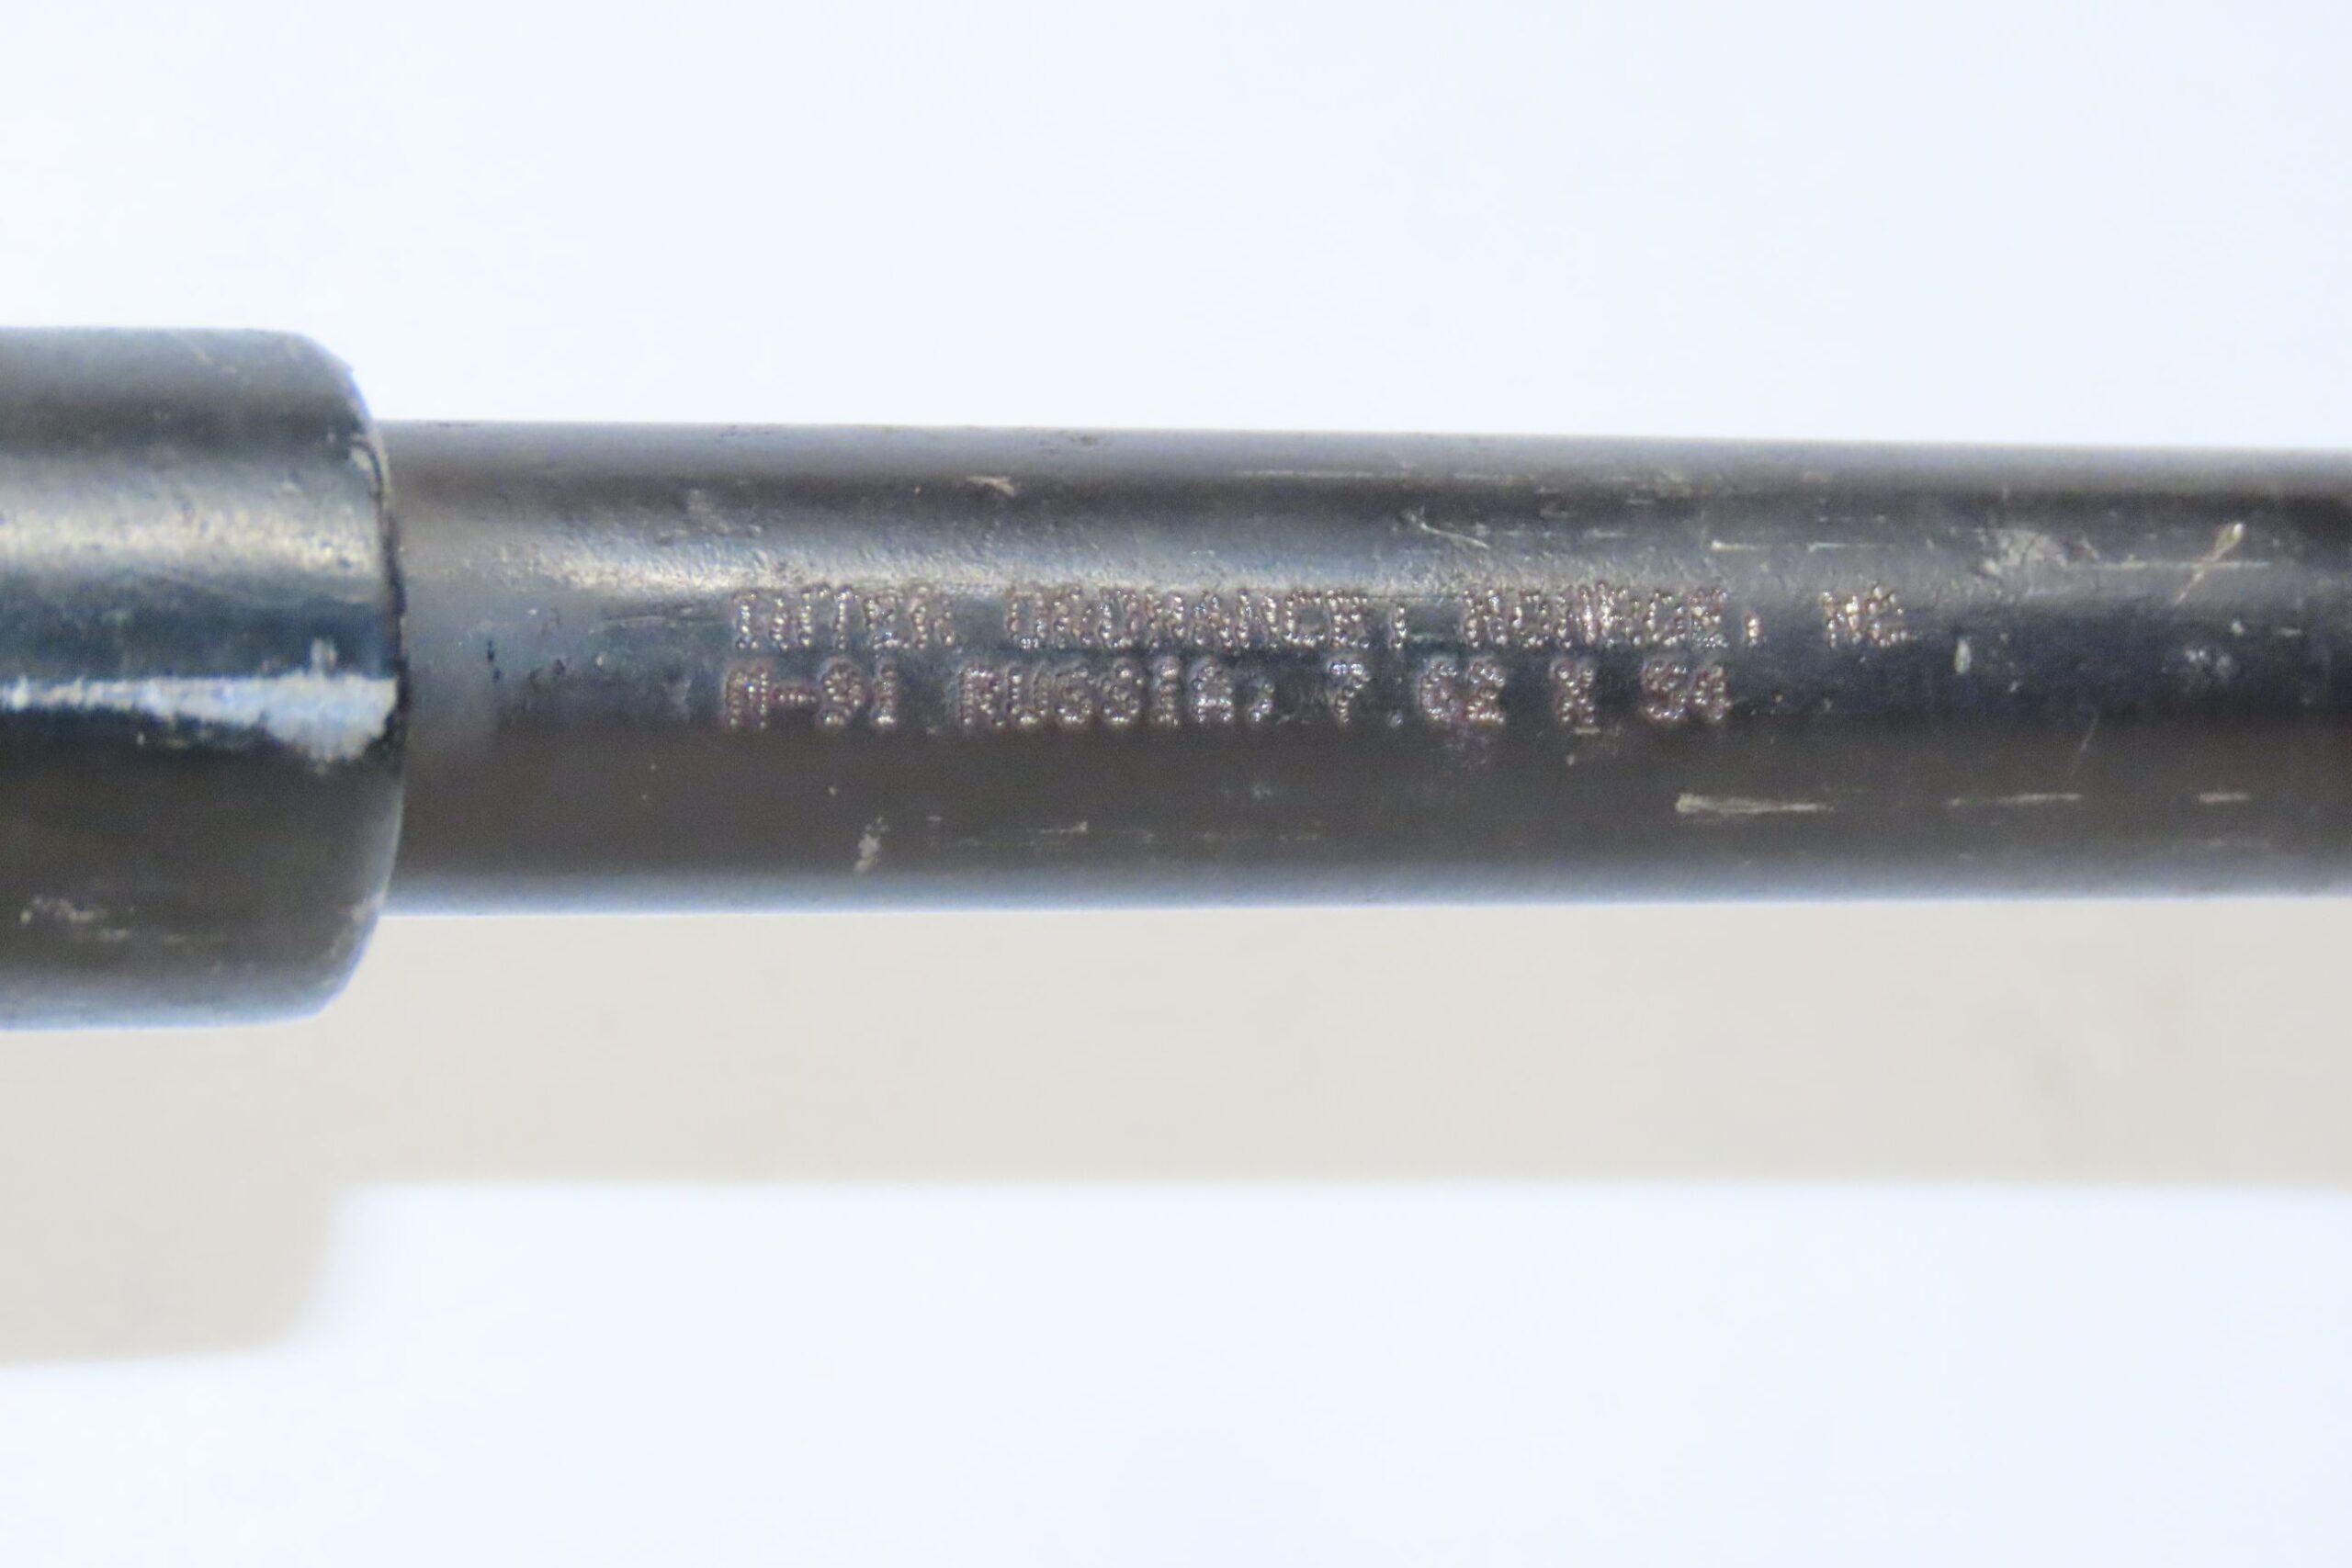 INTER ORDNANCE, MONROE, NC
M-91 RUSSIA, 7.62 X 54